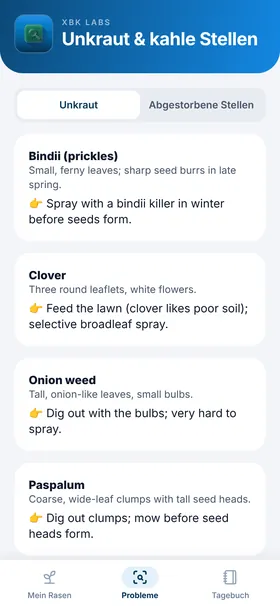 XBK LABS
Unkraut & kahle Stellen
Unkraut
Abgestorbene Stellen
Bindii (prickles)
Small, ferny leaves; sharp seed burrs in late
spring.
👉 Spray with a bindii killer in winter
before seeds form.
Clover
Three round leaflets, white flowers.
👉 Feed the lawn (clover likes poor soil);
selective broadleaf spray.
Onion weed
Tall, onion-like leaves, small bulbs.
👉 Dig out with the bulbs; very hard to
spray.
Paspalum
Coarse, wide-leaf clumps with tall seed heads.
👉 Dig out clumps; mow before seed
heads form.
Mein Rasen
Probleme
Tagebuch